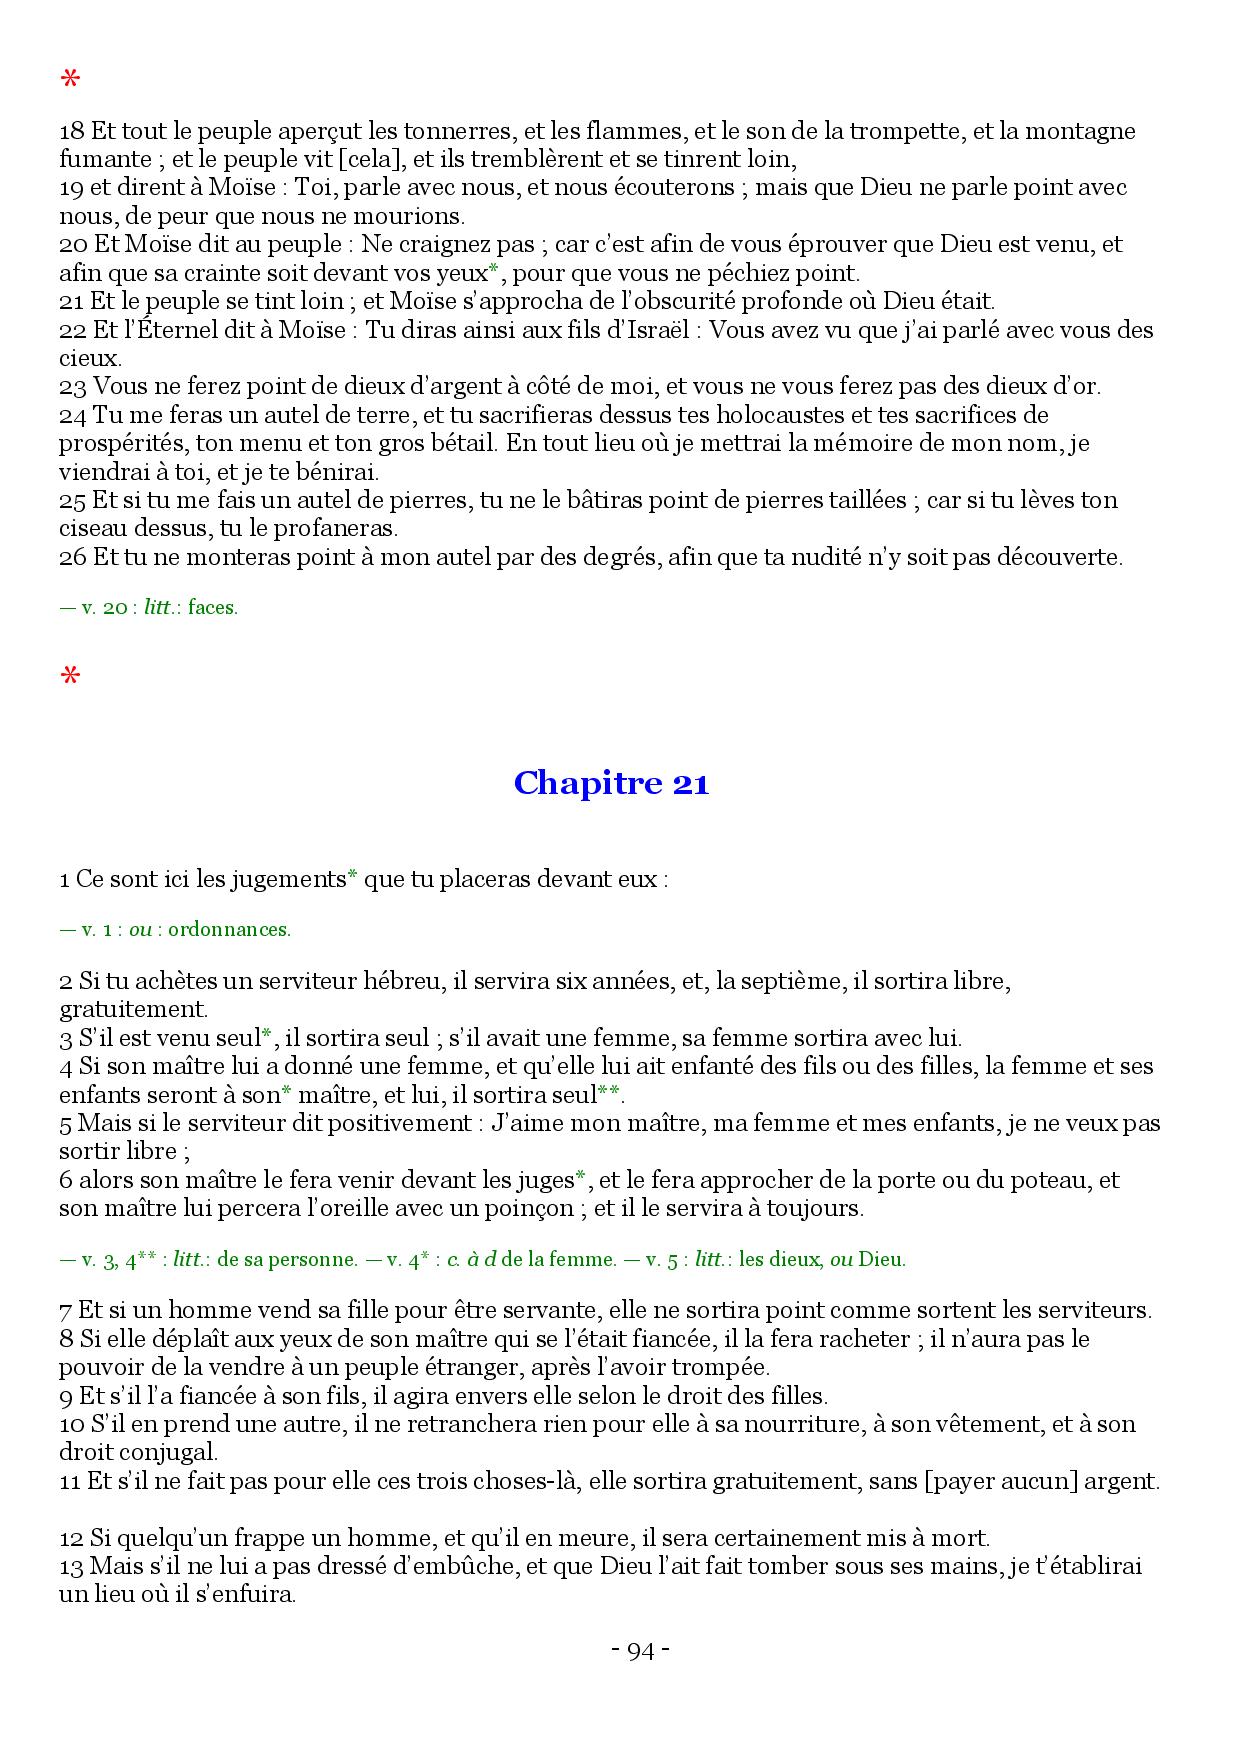 *
18 Et tout le peuple aperçut les tonnerres, et les flammes, et le son de la trompette, et la montagne
fumante ; et le peuple vit [cela], et ils tremblèrent et se tinrent loin,
19 et dirent à Moïse : Toi, parle avec nous, et nous écouterons ; mais que Dieu ne parle point avec
nous, de peur que nous ne mourions.
20 Et Moïse dit au peuple : Ne craignez pas ; car c’est afin de vous éprouver que Dieu est venu, et
afin que sa crainte soit devant vos yeux*, pour que vous ne péchiez point.
21 Et le peuple se tint loin ; et Moïse s’approcha de l’obscurité profonde où Dieu était.
22 Et l’Éternel dit à Moïse : Tu diras ainsi aux fils d’Israël : Vous avez vu que j’ai parlé avec vous des
cieux.
23 Vous ne ferez point de dieux d’argent à côté de moi, et vous ne vous ferez pas des dieux d’or.
24 Tu me feras un autel de terre, et tu sacrifieras dessus tes holocaustes et tes sacrifices de
prospérités, ton menu et ton gros bétail. En tout lieu où je mettrai la mémoire de mon nom, je
viendrai à toi, et je te bénirai.
25 Et si tu me fais un autel de pierres, tu ne le bâtiras point de pierres taillées ; car si tu lèves ton
ciseau dessus, tu le profaneras.
26 Et tu ne monteras point à mon autel par des degrés, afin que ta nudité n’y soit pas découverte.
— v. 20 : litt.: faces.
*
Chapitre 21
1 Ce sont ici les jugements* que tu placeras devant eux :
— v. 1 : ou : ordonnances.
2 Si tu achètes un serviteur hébreu, il servira six années, et, la septième, il sortira libre,
gratuitement.
3 S’il est venu seul*, il sortira seul ; s’il avait une femme, sa femme sortira avec lui.
4 Si son maître lui a donné une femme, et qu’elle lui ait enfanté des fils ou des filles, la femme et ses
enfants seront à son* maître, et lui, il sortira seul**.
5 Mais si le serviteur dit positivement : J’aime mon maître, ma femme et mes enfants, je ne veux pas
sortir libre ;
6 alors son maître le fera venir devant les juges*, et le fera approcher de la porte ou du poteau, et
son maître lui percera l’oreille avec un poinçon ; et il le servira à toujours.
— v. 3, 4** : litt.: de sa personne. — v. 4* : c. à d de la femme. — v. 5 : litt.: les dieux, ou Dieu.
7 Et si un homme vend sa fille pour être servante, elle ne sortira point comme sortent les serviteurs.
8 Si elle déplaît aux yeux de son maître qui se l’était fiancée, il la fera racheter ; il n’aura pas le
pouvoir de la vendre à un peuple étranger, après l’avoir trompée.
9 Et s’il l’a fiancée à son fils, il agira envers elle selon le droit des filles.
10 S’il en prend une autre, il ne retranchera rien pour elle à sa nourriture, à son vêtement, et à son
droit conjugal.
11 Et s’il ne fait pas pour elle ces trois choses-là, elle sortira gratuitement, sans [payer aucun] argent.
12 Si quelqu’un frappe un homme, et qu’il en meure, il sera certainement mis à mort.
13 Mais s’il ne lui a pas dressé d’embûche, et que Dieu l’ait fait tomber sous ses mains, je t’établirai
un lieu où il s’enfuira.
- 94 -